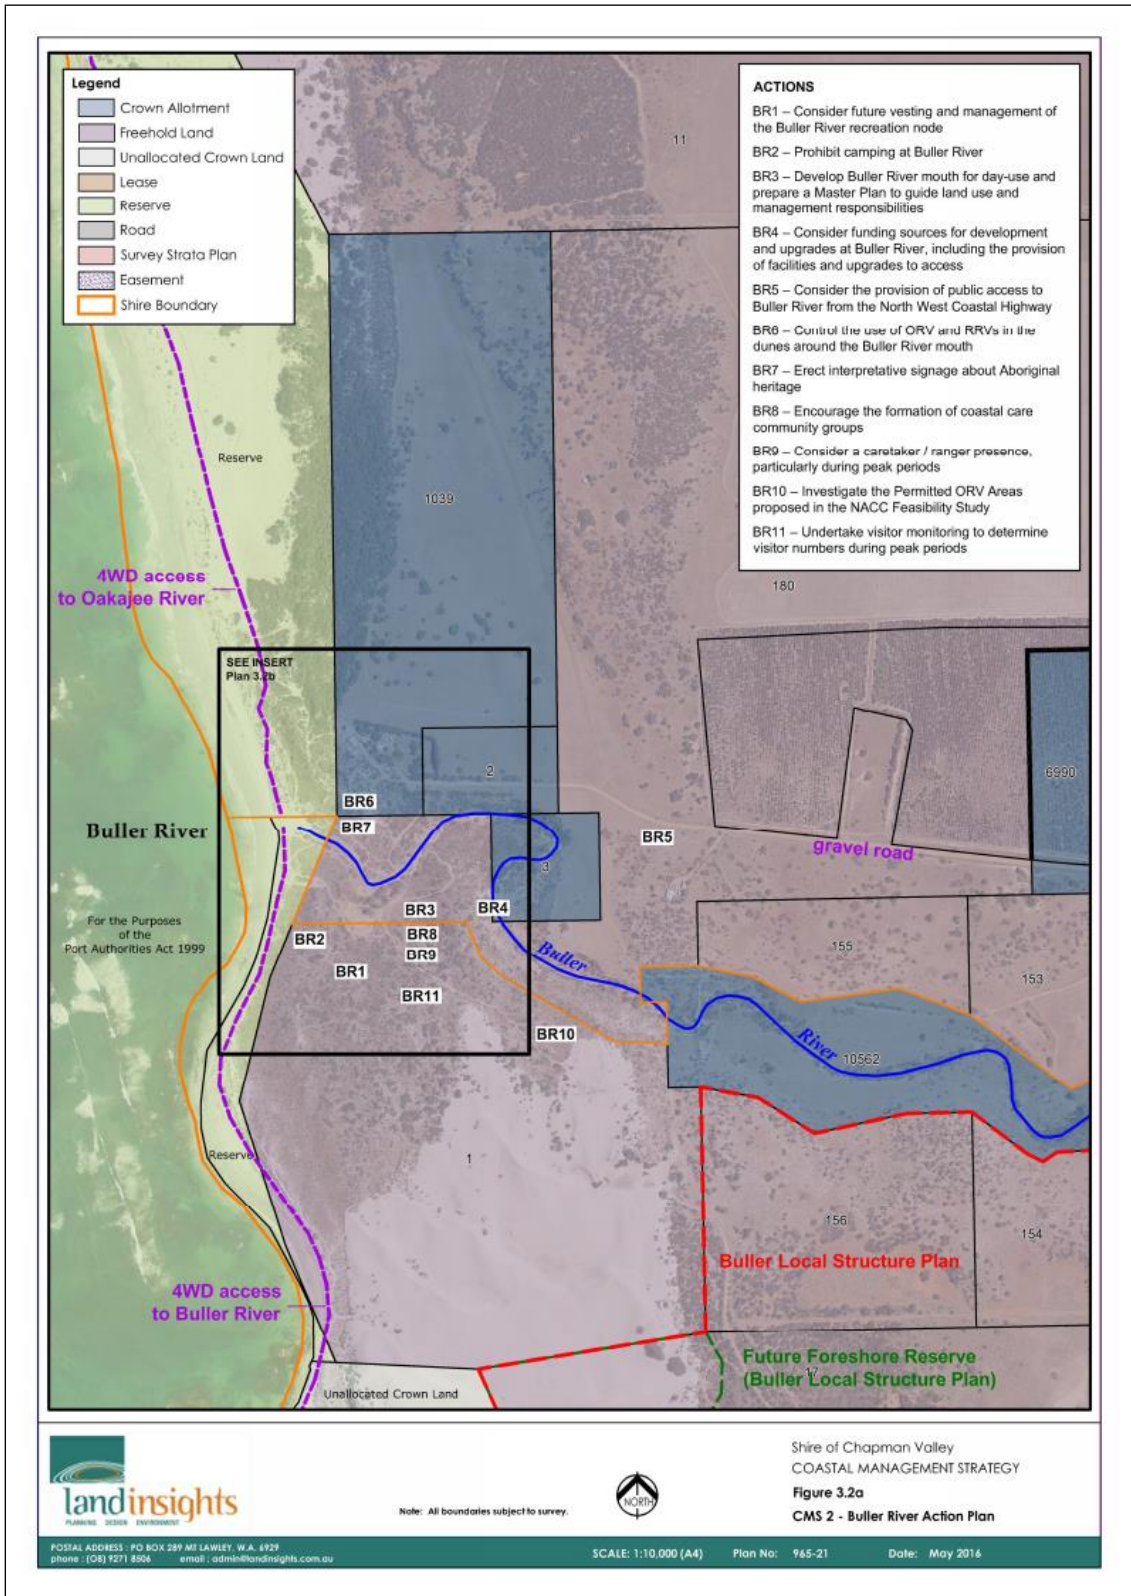 Legend
Crown Allotment
Freehold Land
Unallocated Crown Land
Lease
Reserve
Road
Survey Strata Plan
Easement
Shire Boundary
ACTIONS
BR1 – Consider future vesting and management of
the Buller River recreation node
BR2 – Prohibit camping at Buller River
BR3 – Develop Buller River mouth for day-use and
prepare a Master Plan to guide land use and
management responsibilities
BR4 – Consider funding sources for development
and upgrades at Buller River, including the provision
of facilities and upgrades to access
BR5 – Consider the provision of public access to
Buller River from the North West Coastal Highway
BR6 – Control the use of ORV and RRVs in the
dunes around the Buller River mouth
BR7 – Erect interpretative signage about Aboriginal
heritage
BR8 – Encourage the formation of coastal care
community groups
BR9 – Consider a caretaker / ranger presence,
particularly during peak periods
BR10 – Investigate the Permitted ORV Areas
proposed in the NACC Feasibility Study
BR11 – Undertake visitor monitoring to determine
visitor numbers during peak periods
11
Reserve
1039
4WD access
to Oakajee River
180
SEE INSERT
Plan 3.2b
2
6990
BR6
Buller River
BR7
BR5
gravel road
3
BR3
BR4
For the Purposes
of the
Port Authorities Act 1999
BR2
BR8
BR9
155
Buller
BR1
153
BR11
BR10
River
10562
Reserve
1
156
154
Buller Local Structure Plan
4WD access
to Buller River
Future Foreshore Reserve
17
(Buller Local Structure Plan)
Unallocated Crown Land
landinsights
PLANNING DESIGN ENVIRONMENT
Note: All boundaries subject to survey.
NORTH
Shire of Chapman Valley
COASTAL MANAGEMENT STRATEGY
Figure 3.2a
CMS 2 - Buller River Action Plan
POSTAL ADDRESS : PO BOX 289 MT LAWLEY, W.A. 6929
phone : (08) 9271 8506 email : admin@landinsights.com.au
SCALE: 1:10,000 (A4) Plan No: 965-21 Date: May 2016